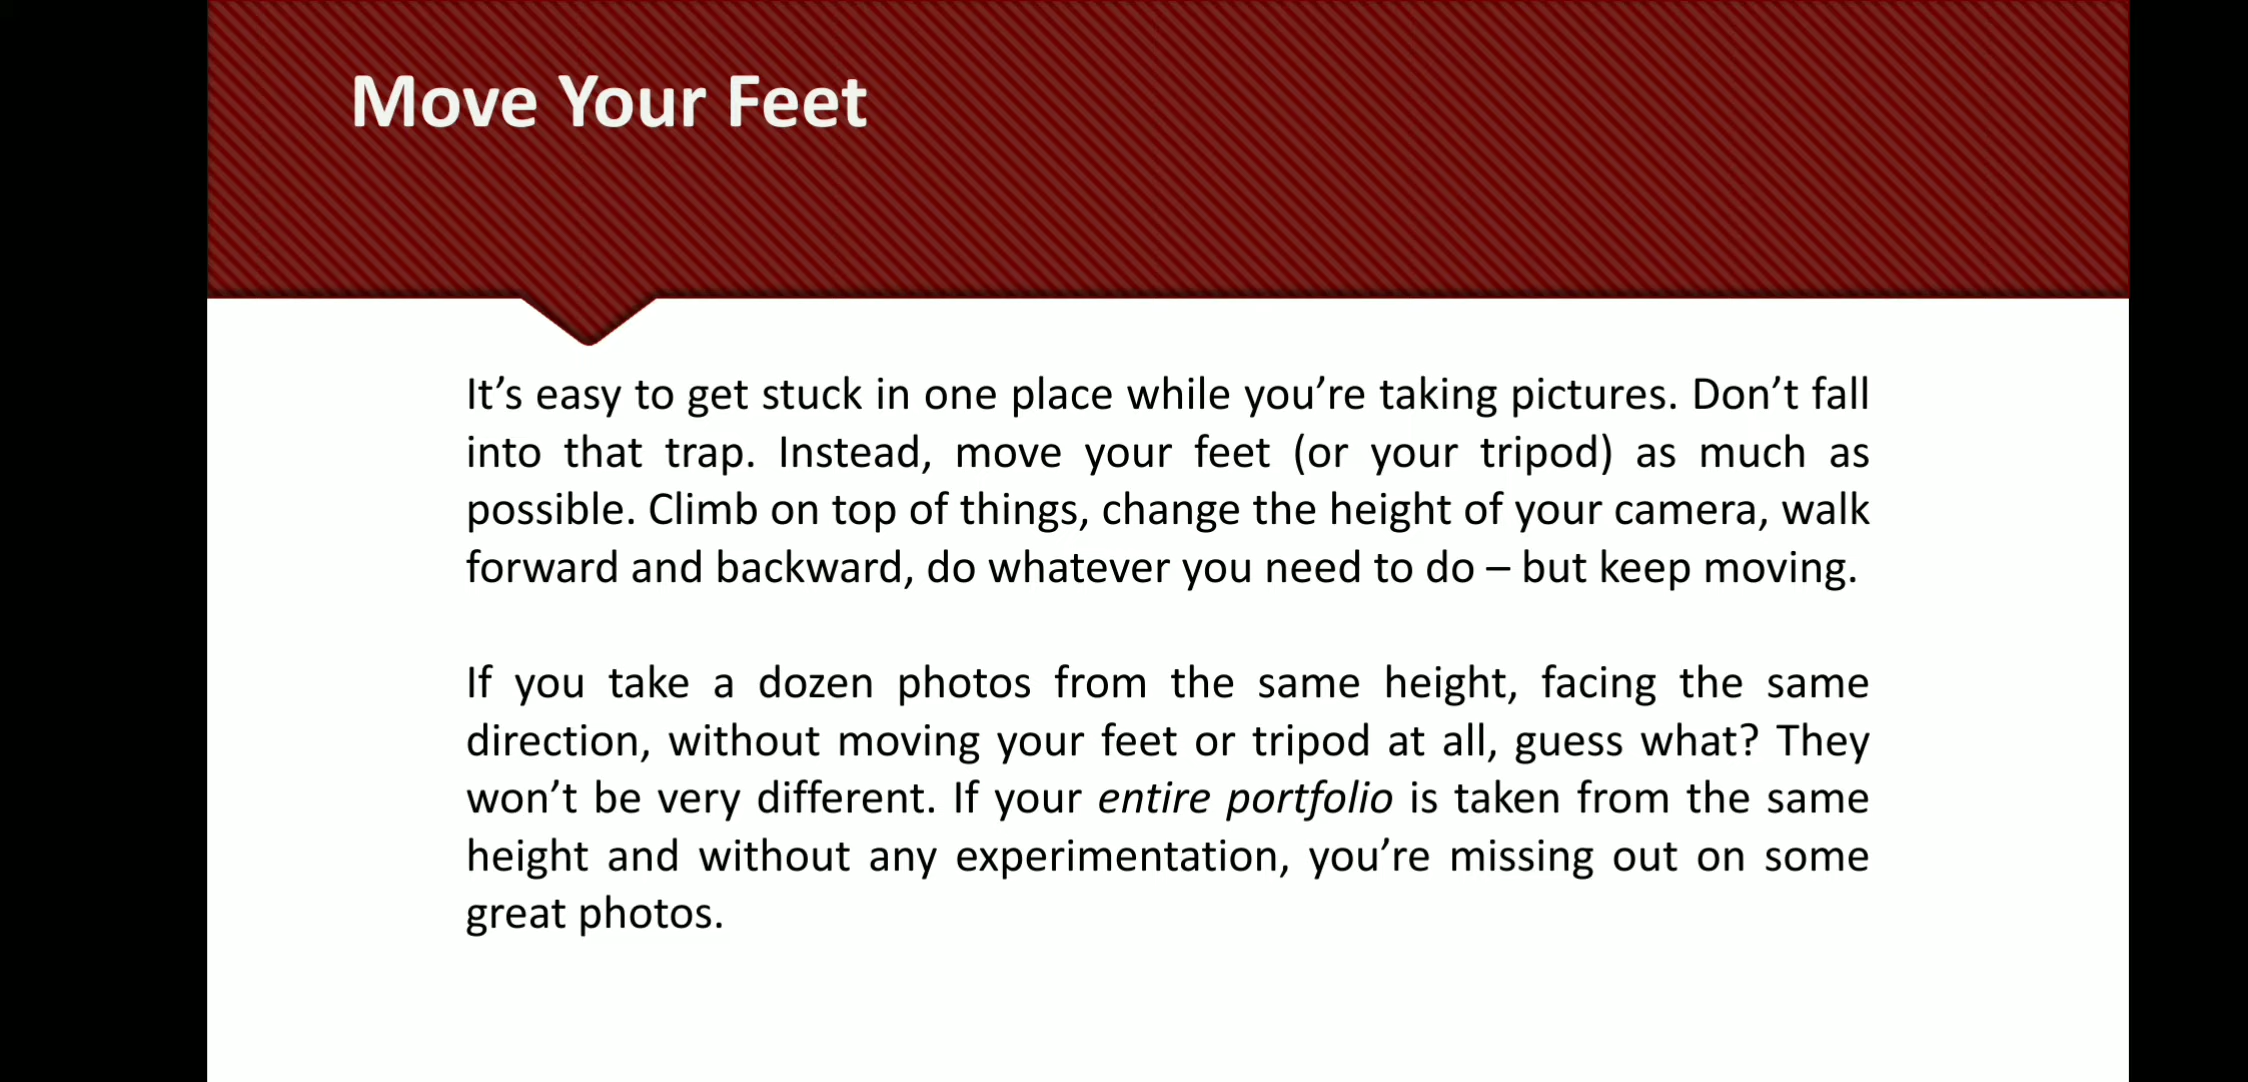 Move Your Feet
It’s easy to get stuck in one place while you’re taking pictures. Don’t fall
into that trap. Instead, move your feet (or your tripod) as much as
possible. Climb on top of things, change the height of your camera, walk
forward and backward, do whatever you need to do – but keep moving.
If you take a dozen photos from the same height, facing the same
direction, without moving your feet or tripod at all, guess what? They
won’t be very different. If your entire portfolio is taken from the same
height and without any experimentation, you’re missing out on some
great photos.